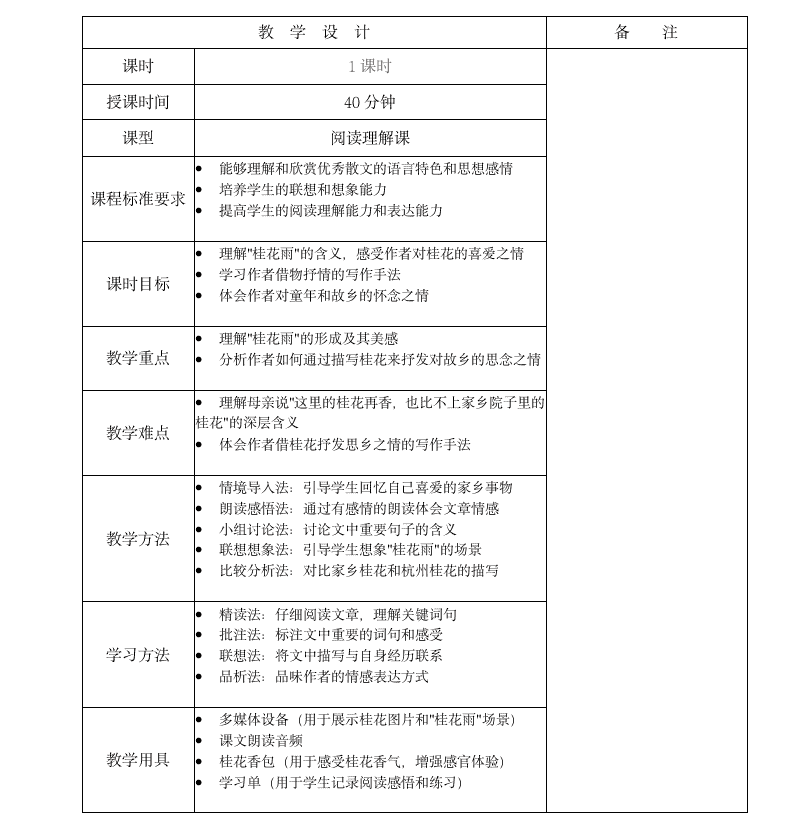 教 学 设 计
备 注
课时
1 课时
授课时间
40 分钟
课型
阅读理解课
课程标准要求
● 能够理解和欣赏优秀散文的语言特色和思想感情
● 培养学生的联想和想象能力
● 提高学生的阅读理解能力和表达能力
课时目标
● 理解"桂花雨"的含义，感受作者对桂花的喜爱之情
● 学习作者借物抒情的写作手法
● 体会作者对童年和故乡的怀念之情
教学重点
● 理解"桂花雨"的形成及其美感
● 分析作者如何通过描写桂花来抒发对故乡的思念之情
教学难点
● 理解母亲说"这里的桂花再香，也比不上家乡院子里的
桂花"的深层含义
● 体会作者借桂花抒发思乡之情的写作手法
教学方法
● 情境导入法：引导学生回忆自己喜爱的家乡事物
● 朗读感悟法：通过有感情的朗读体会文章情感
● 小组讨论法：讨论文中重要句子的含义
● 联想想象法：引导学生想象"桂花雨"的场景
● 比较分析法：对比家乡桂花和杭州桂花的描写
学习方法
● 精读法：仔细阅读文章，理解关键词句
● 批注法：标注文中重要的词句和感受
● 联想法：将文中描写与自身经历联系
● 品析法：品味作者的情感表达方式
教学用具
● 多媒体设备（用于展示桂花图片和"桂花雨"场景）
● 课文朗读音频
● 桂花香包（用于感受桂花香气，增强感官体验）
● 学习单（用于学生记录阅读感悟和练习）